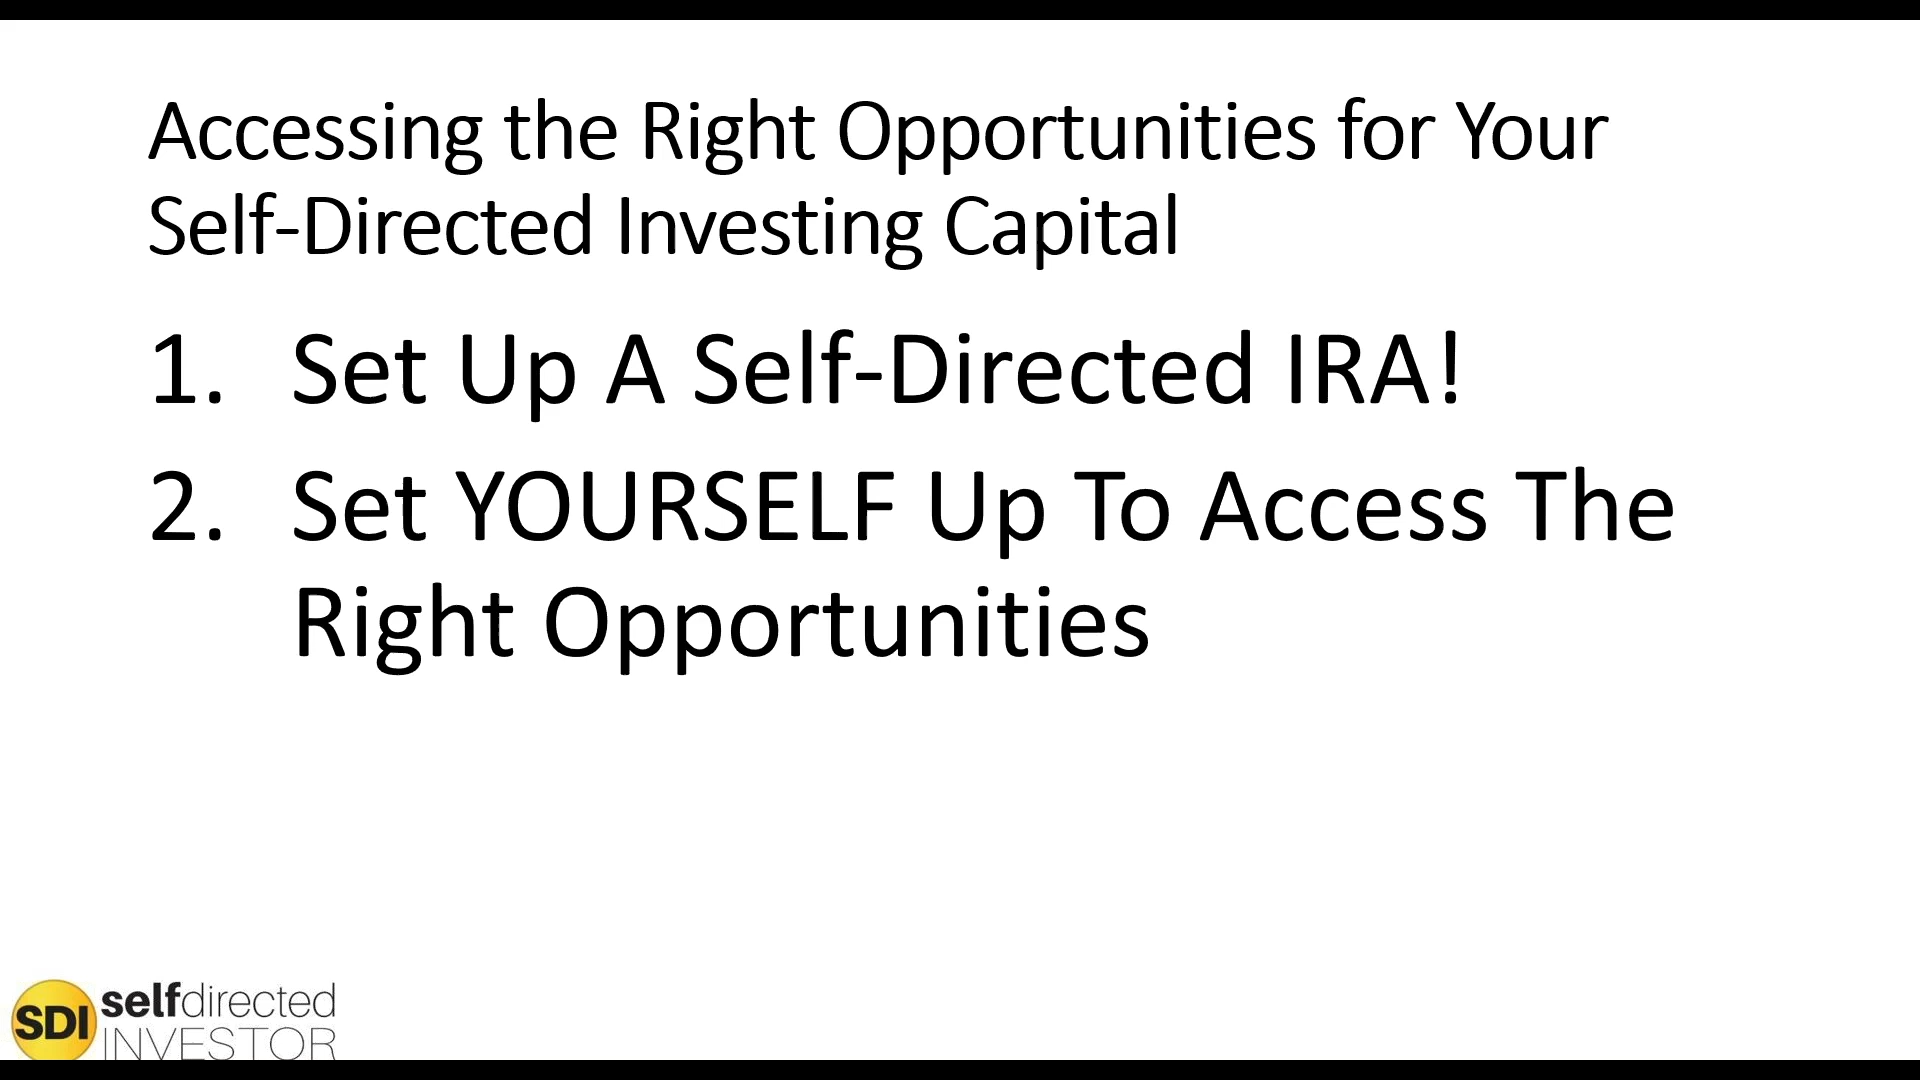 Accessing the Right Opportunities for Your
Self-Directed Investing Capital
1. Set Up A Self-Directed IRA!
2. Set YOURSELF Up To Access The
Right Opportunities
SDI selfdirected
INVESTOR